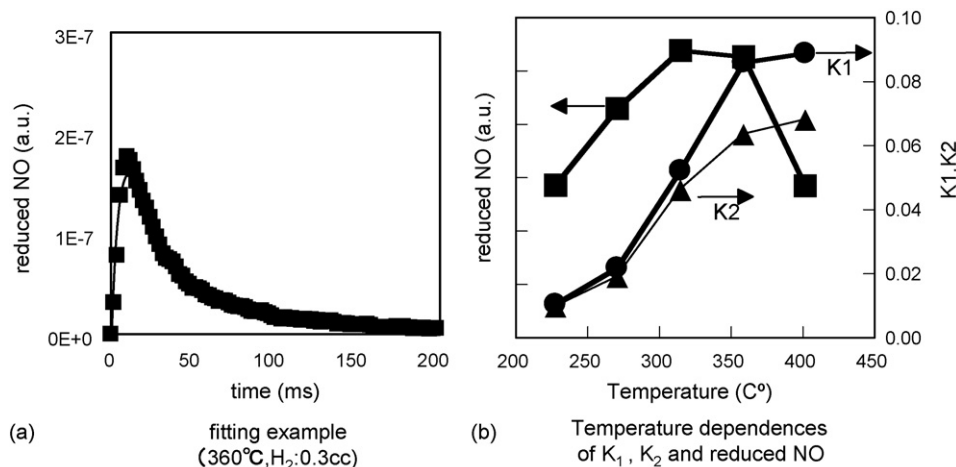 3E-7
2E-7
1E-7
0E+0
reduced NO (a.u.)
0 50 100 150 200
time (ms)
(a) fitting example
(360℃,H₂:0.3cc)
0.10
0.08
0.06
0.04
0.02
0.00
reduced NO (a.u.)
K1
K2
K1.K2
200 250 300 350 400 450
Temperature (Cº)
(b) Temperature dependences
of K₁ , K₂ and reduced NO